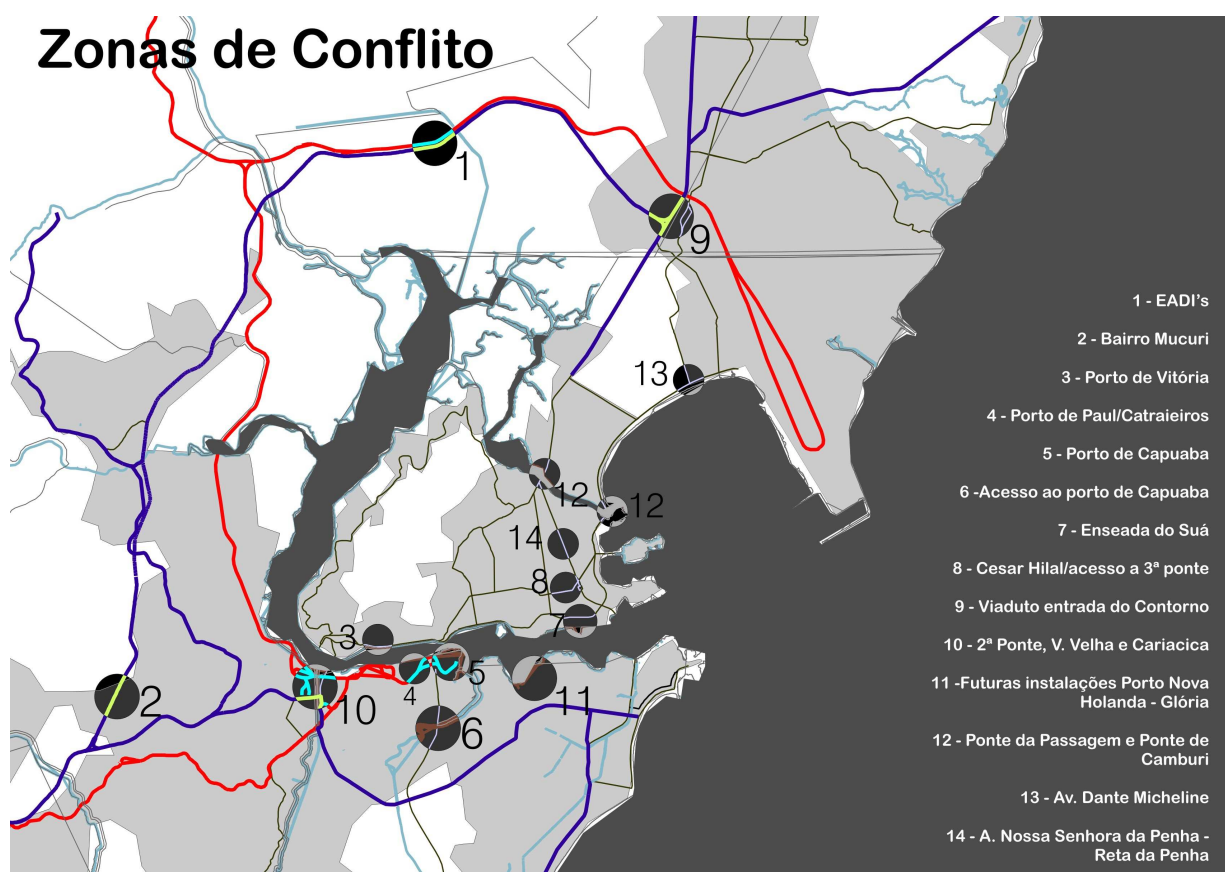 Zonas de Conflito
1
9
13
12
12
14
8
7
3
4
5
2
10
11
6
1 - EADI's
2 - Bairro Mucuri
3 - Porto de Vitória
4 - Porto de Paul/Catraieiros
5 - Porto de Capuaba
6 -Acesso ao porto de Capuaba
7 - Enseada do Suá
8 - Cesar Hilal/acesso a 3ª ponte
9 - Viaduto entrada do Contorno
10 - 2ª Ponte, V. Velha e Cariacica
11 -Futuras instalações Porto Nova
Holanda - Glória
12 - Ponte da Passagem e Ponte de
Camburi
13 - Av. Dante Micheline
14 - A. Nossa Senhora da Penha -
Reta da Penha